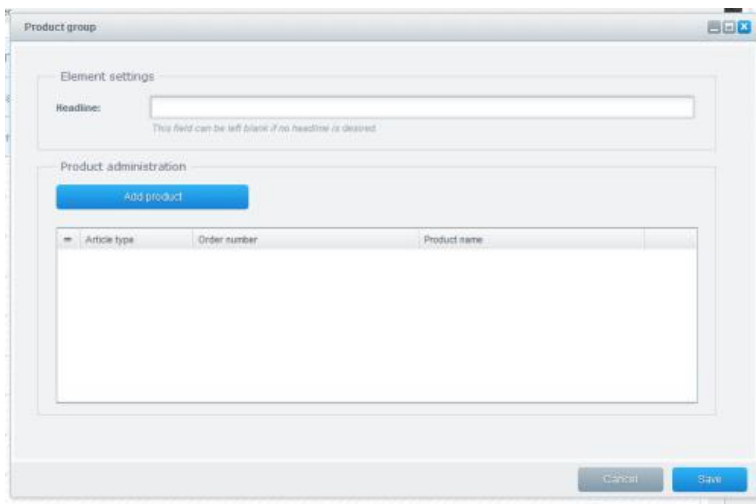 Product group
Element settings
Headline:
This field can be left blank if no headline is desired
Product administration
Add product
Article type Order number Product name
Cancel Save